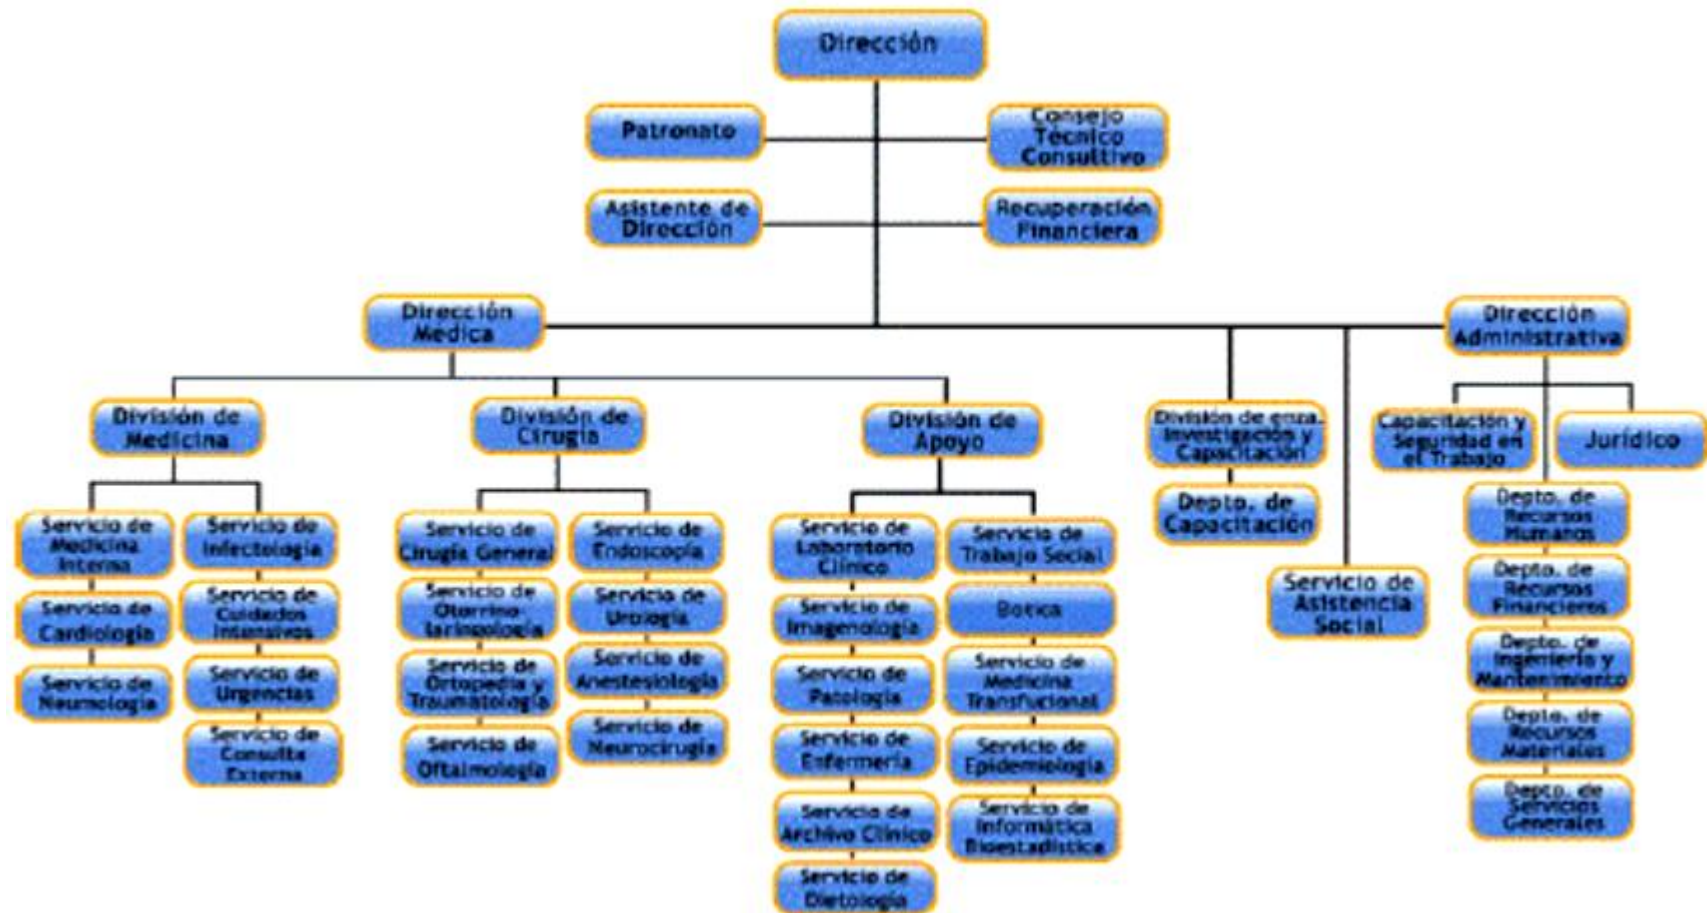 Dirección
Patronato
Consejo
Técnico
Consultivo
Asistente de
Dirección
Recuperación
Financiera
Dirección
Medica
Dirección
Administrativa
División de
Medicina
División de
Cirugía
División de
Apoyo
División de enza.
Investigación y
Capacitación
Capacitación y
Seguridad en
el Trabajo
Jurídico
Depto. de
Capacitación
Servicio de
Asistencia
Social
Servicio de
Medicina
Interna
Servicio de
Cardiología
Servicio de
Neumología
Servicio de
Infectología
Servicio de
Cuidados
Intensivos
Servicio de
Urgencias
Servicio de
Consulta
Externa
Servicio de
Cirugía General
Servicio de
Otorrino-
laringología
Servicio de
Ortopedia y
Traumatología
Servicio de
Oftalmología
Servicio de
Endoscopía
Servicio de
Urología
Servicio de
Anestesiología
Servicio de
Neurocirugía
Servicio de
Laboratorio
Clínico
Servicio de
Imagenología
Servicio de
Patología
Servicio de
Enfermería
Servicio de
Archivo Clínico
Servicio de
Dietología
Servicio de
Trabajo Social
Botica
Servicio de
Medicina
Transfucional
Servicio de
Epidemiología
Servicio de
Informática
Bioestadística
Depto. de
Recursos
Humanos
Depto. de
Recursos
Financieros
Depto. de
Ingeniería y
Mantenimiento
Depto. de
Recursos
Materiales
Depto. de
Servicios
Generales